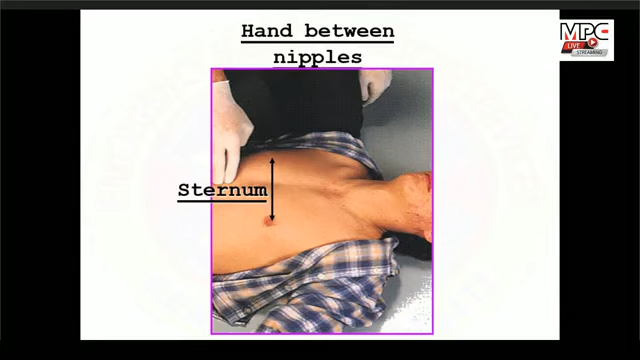 Hand between
nipples
MPC
LIVE
STREAMING
Sternum